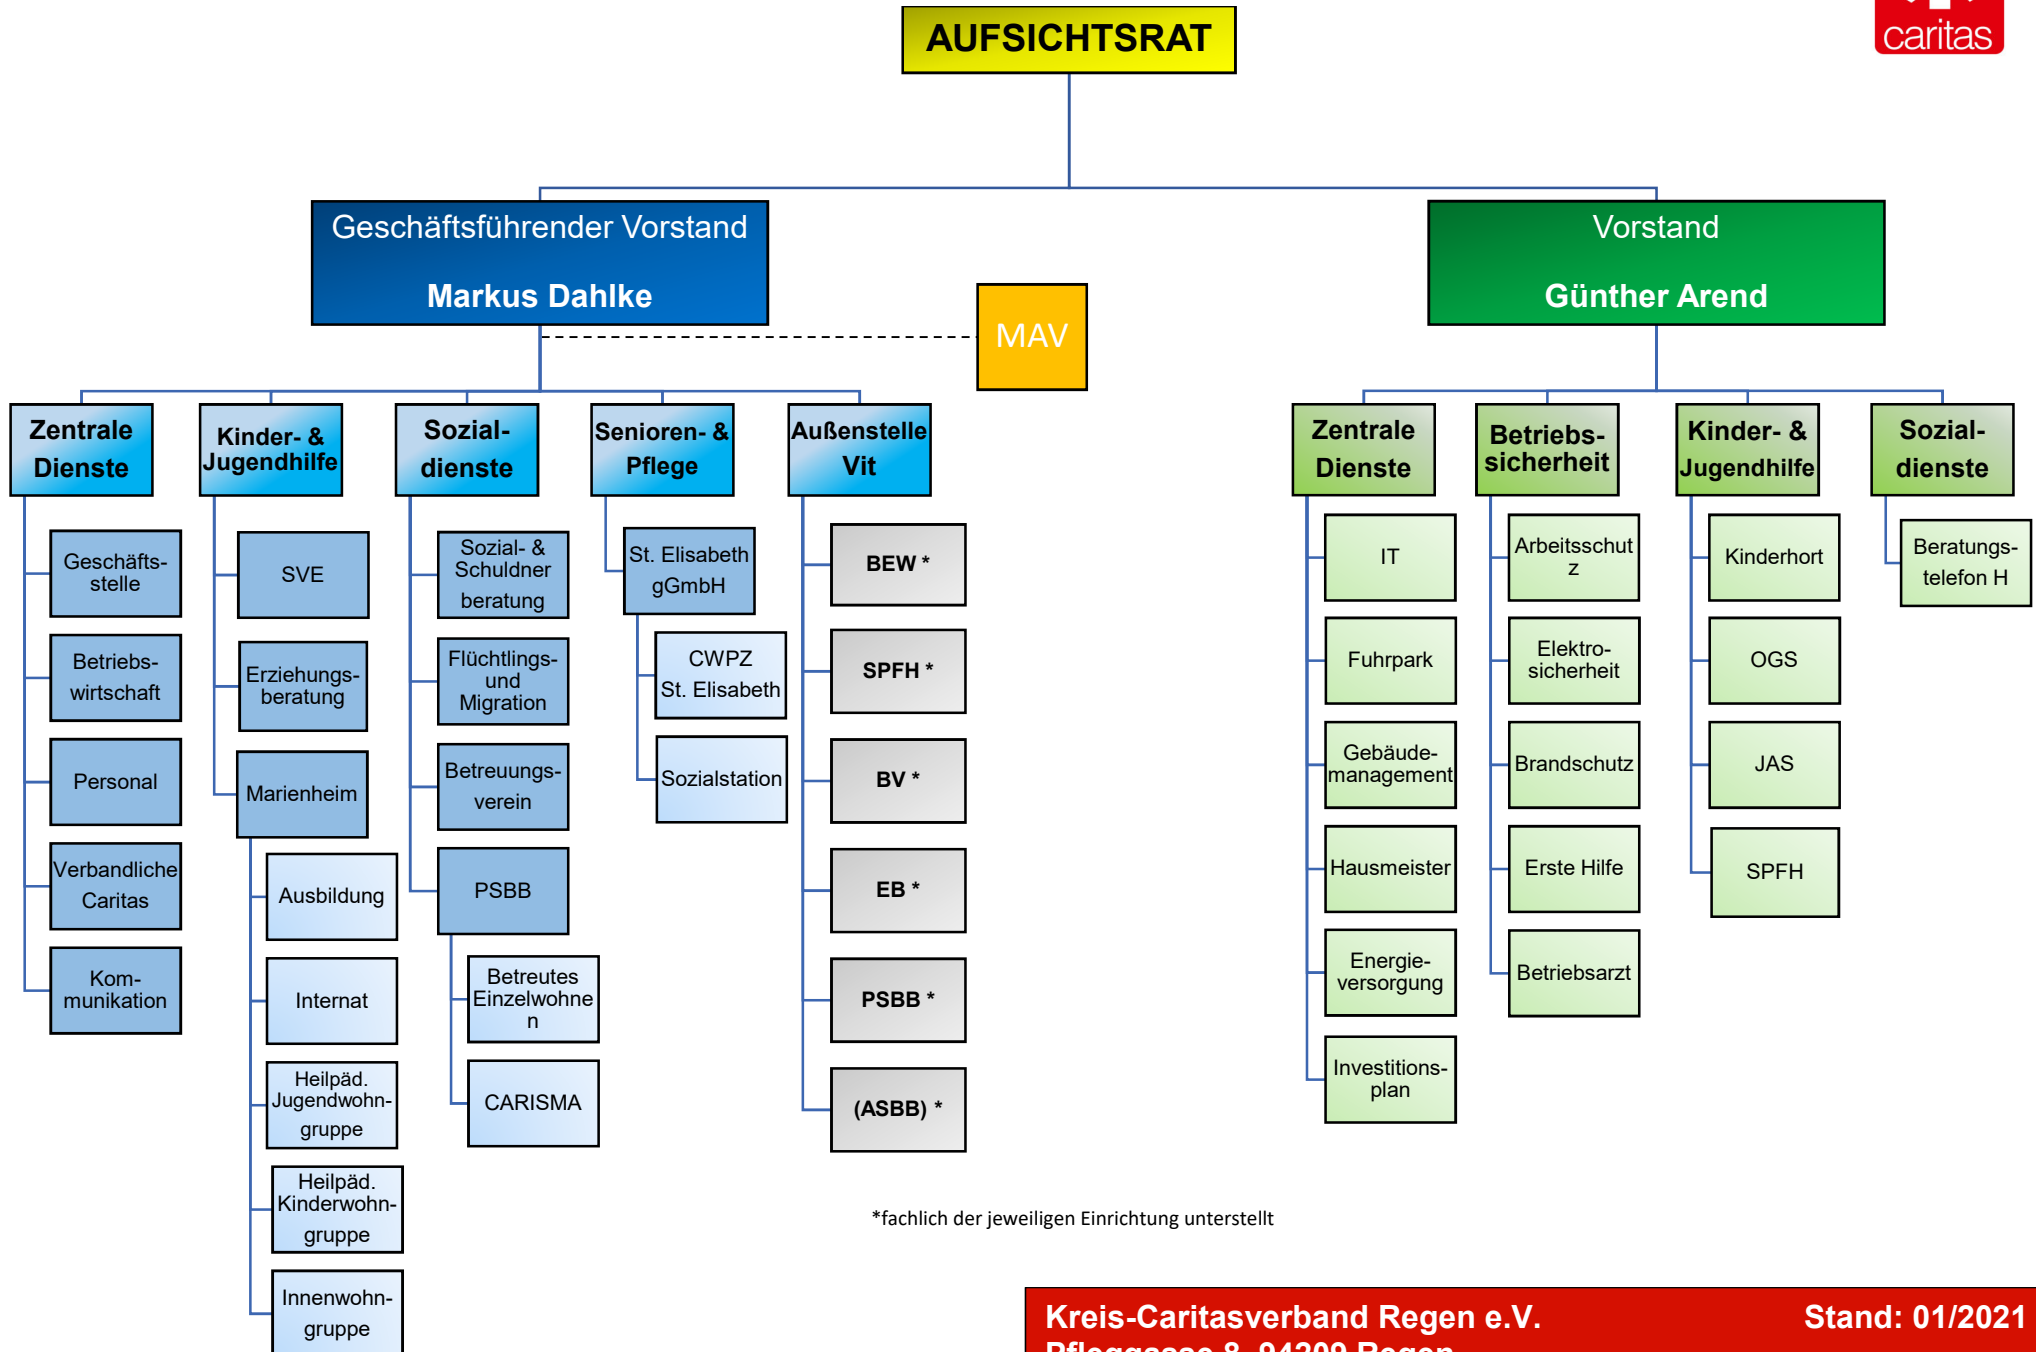 AUFSICHTSRAT
caritas
Geschäftsführender Vorstand
Markus Dahlke
Vorstand
Günther Arend
MAV
Zentrale
Dienste
Geschäfts-
stelle
Betriebs-
wirtschaft
Personal
Verbandliche
Caritas
Kom-
munikation
Kinder- &
Jugendhilfe
SVE
Erziehungs-
beratung
Marienheim
Ausbildung
Internat
Heilpäd.
Jugendwohn-
gruppe
Heilpäd.
Kinderwohn-
gruppe
Innenwohn-
gruppe
Sozial-
dienste
Sozial- &
Schuldner
beratung
Flüchtlings-
und
Migration
Betreuungs-
verein
PSBB
Betreutes
Einzelwohne
n
CARISMA
Senioren- &
Pflege
St. Elisabeth
gGmbH
CWPZ
St. Elisabeth
Sozialstation
Außenstelle
Vit
BEW *
SPFH *
BV *
EB *
PSBB *
(ASBB) *
Zentrale
Dienste
IT
Fuhrpark
Gebäude-
management
Hausmeister
Energie-
versorgung
Investitions-
plan
Betriebs-
sicherheit
Arbeitsschut
z
Elektro-
sicherheit
Brandschutz
Erste Hilfe
Betriebsarzt
Kinder- &
Jugendhilfe
Kinderhort
OGS
JAS
SPFH
Sozial-
dienste
Beratungs-
telefon H
*fachlich der jeweiligen Einrichtung unterstellt
Kreis-Caritasverband Regen e.V. Stand: 01/2021
Pfleggasse 8, 94209 Regen